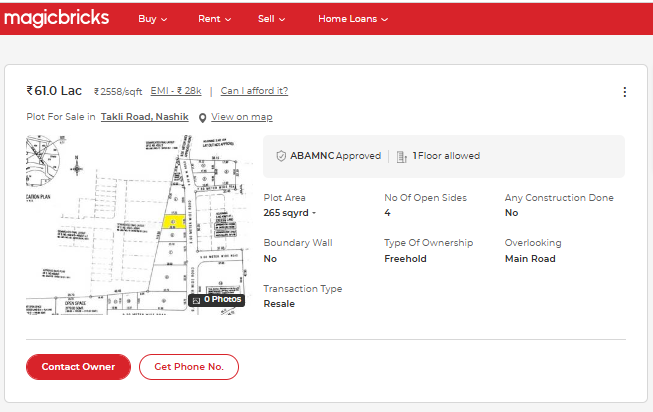 magicbricks
Buy Rent Sell Home Loans
₹61.0 Lac ₹2558/sqft EMI - ₹ 28k | Can I afford it?
Plot For Sale in Takli Road, Nashik View on map
ABAMNC Approved 1 Floor allowed
Plot Area No Of Open Sides Any Construction Done
265 sqyrd - 4 No
Boundary Wall Type Of Ownership Overlooking
No Freehold Main Road
Transaction Type
Resale
OPEN SPACE
0 Photos
Contact Owner Get Phone No.